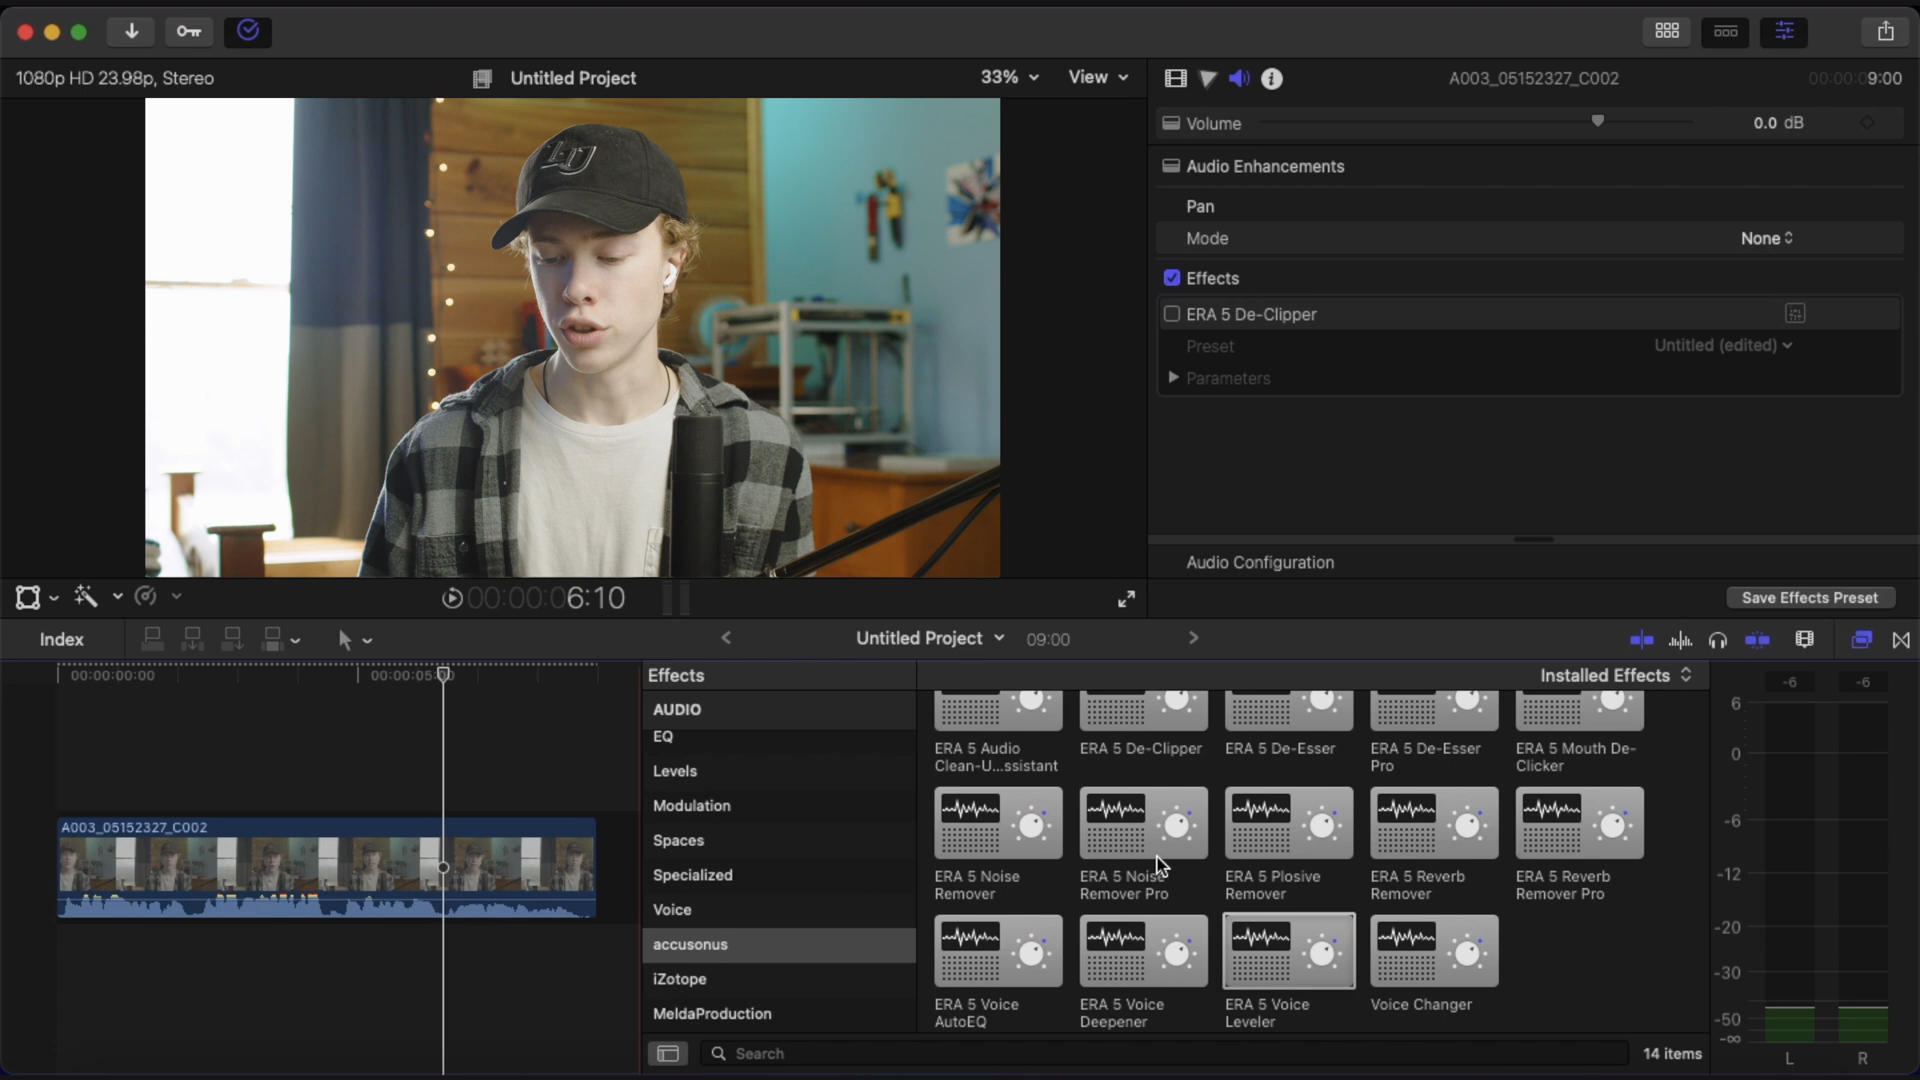 1080p HD 23.98p, Stereo
Untitled Project
33%
View
A003_05152327_C002
00:00:09:00
Volume
0.0 dB
Audio Enhancements
Pan
Mode
None
Effects
ERA 5 De-Clipper
Preset
Untitled (edited)
Parameters
LU
Audio Configuration
Save Effects Preset
00:00:06:10
Index
Untitled Project
09:00
00:00:00:00
00:00:05:00
A003_05152327_C002
Effects
Installed Effects
AUDIO
EQ
Levels
Modulation
Spaces
Specialized
Voice
accusonus
iZotope
MeldaProduction
ERA 5 Audio
Clean-U...ssistant
ERA 5 De-Clipper
ERA 5 De-Esser
ERA 5 De-Esser
Pro
ERA 5 Mouth De-
Clicker
ERA 5 Noise
Remover
ERA 5 Noise
Remover Pro
ERA 5 Plosive
Remover
ERA 5 Reverb
Remover
ERA 5 Reverb
Remover Pro
ERA 5 Voice
AutoEQ
ERA 5 Voice
Deepener
ERA 5 Voice
Leveler
Voice Changer
Search
14 items
-6
-6
6
0
-6
-12
-20
-30
-50
-∞
L
R